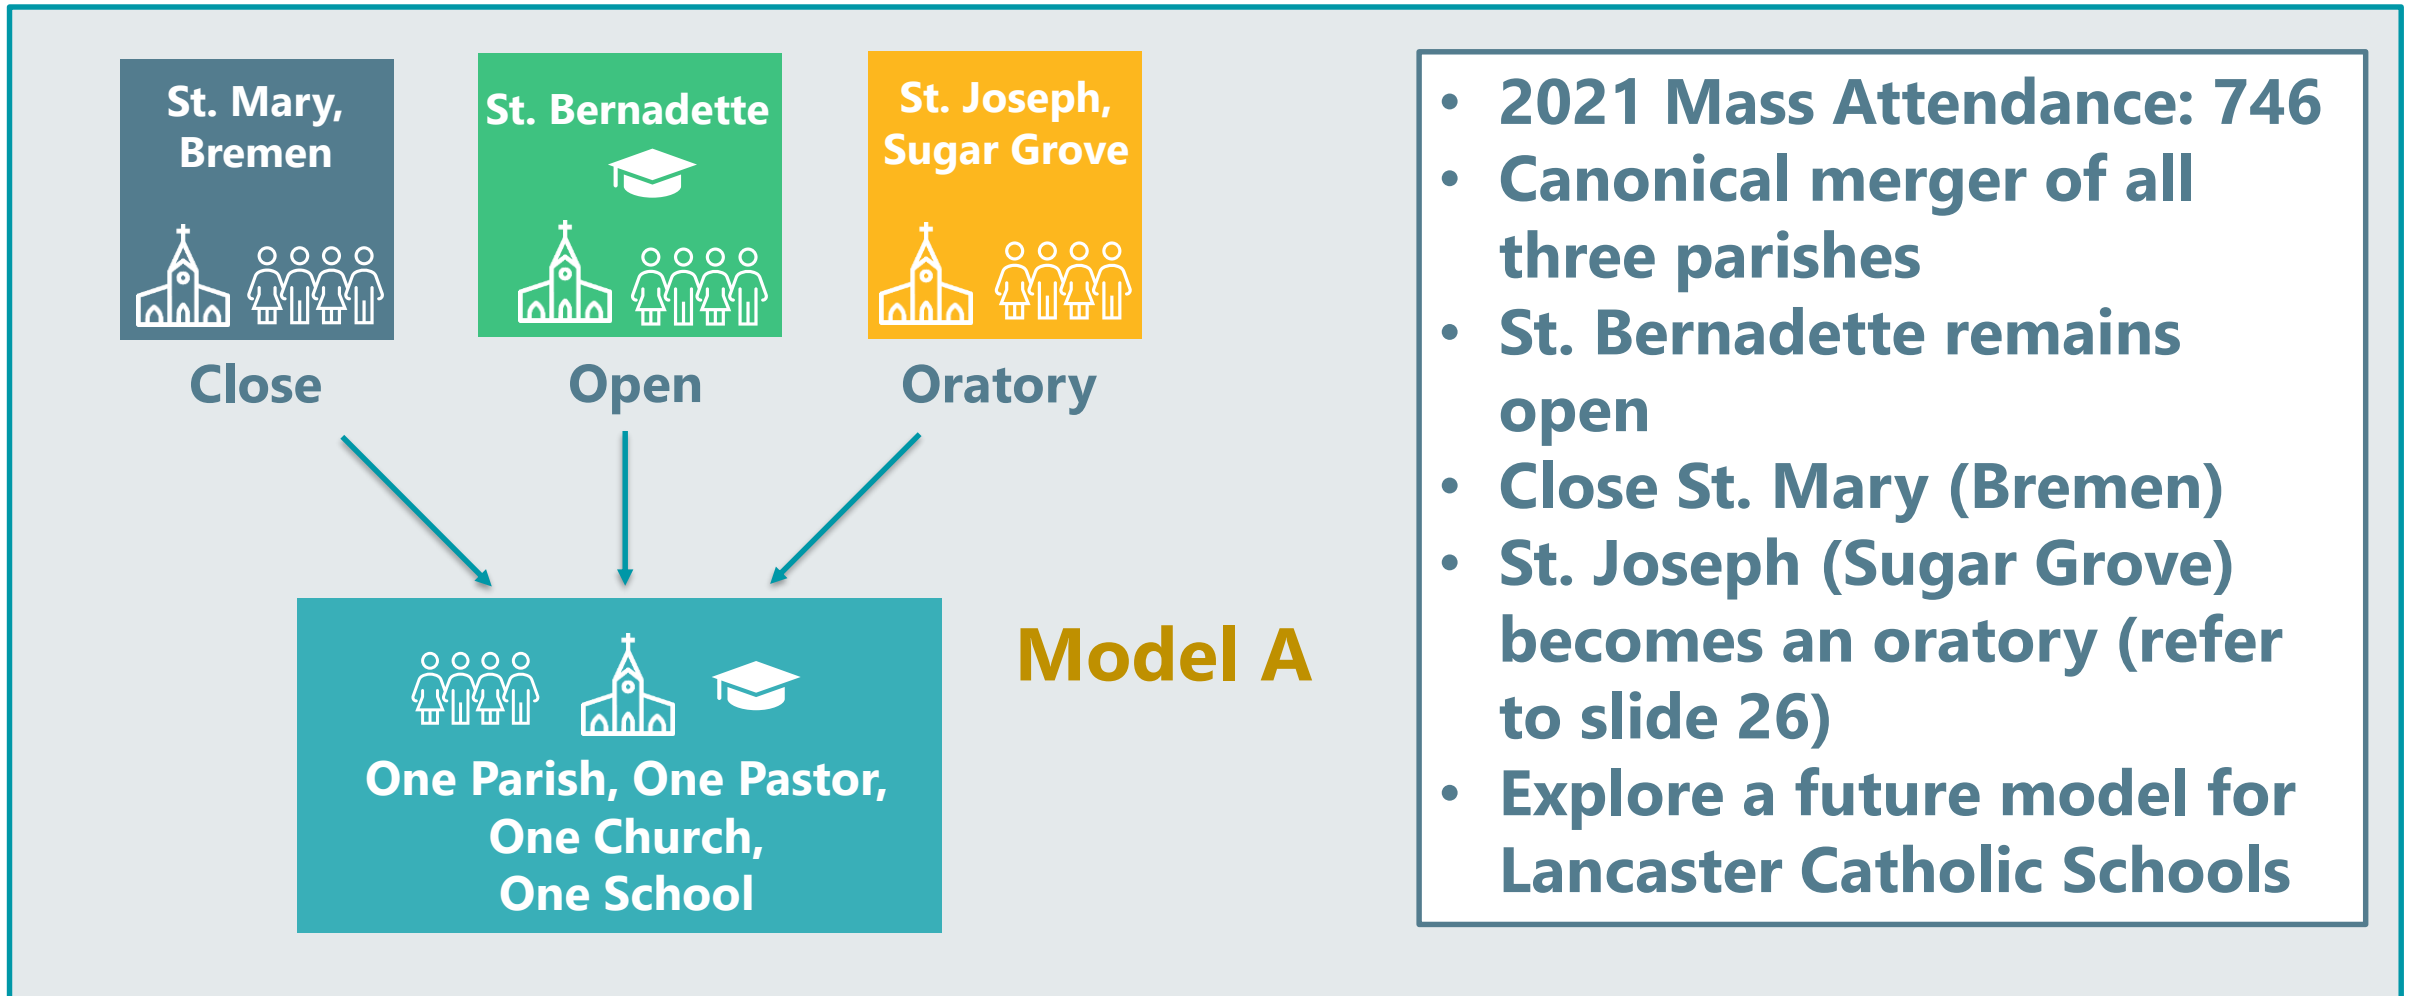 St. Mary,
Bremen
St. Bernadette
St. Joseph,
Sugar Grove
Close
Open
Oratory
One Parish, One Pastor,
One Church,
One School
Model A
• 2021 Mass Attendance: 746
• Canonical merger of all
three parishes
• St. Bernadette remains
open
• Close St. Mary (Bremen)
• St. Joseph (Sugar Grove)
becomes an oratory (refer
to slide 26)
• Explore a future model for
Lancaster Catholic Schools